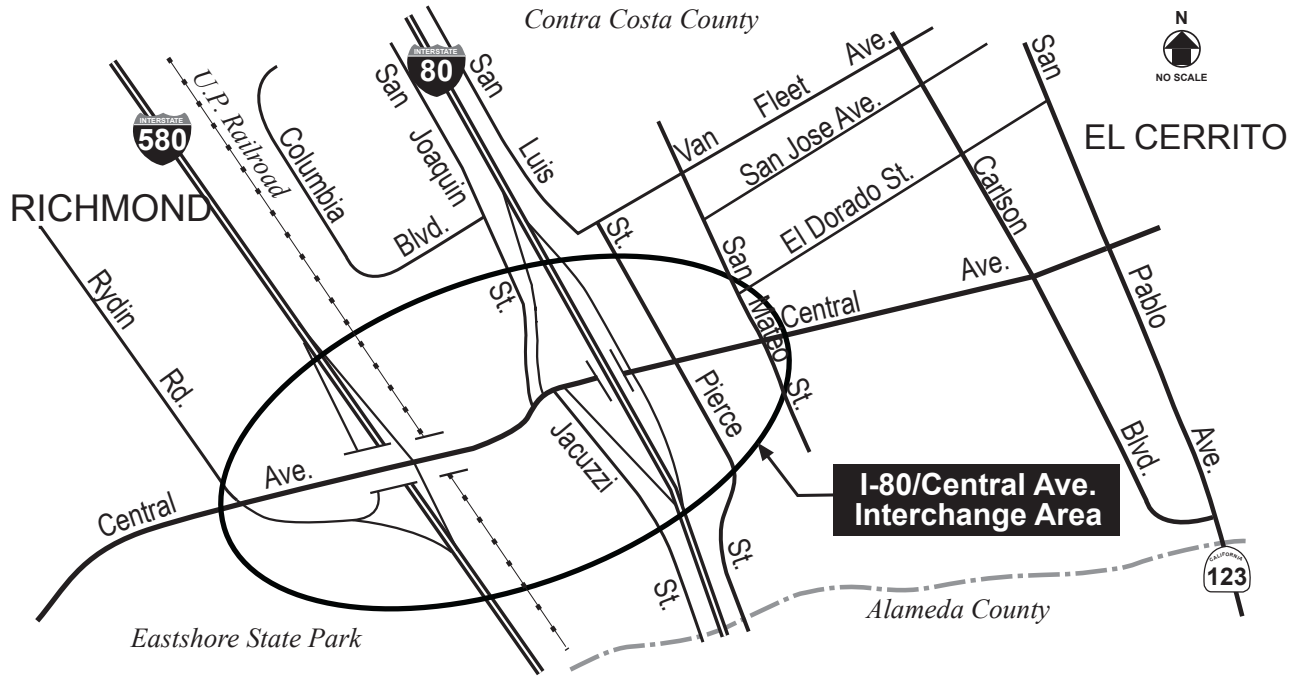 Contra Costa County
N
NO SCALE
INTERSTATE
80
INTERSTATE
580
U.P. Railroad
Columbia
Blvd.
San
Joaquin
St.
San
Luis
St.
Van
Fleet
Ave.
San Jose Ave.
El Dorado St.
Carlson
Blvd.
San
Pablo
Ave.
EL CERRITO
RICHMOND
Rydin
Rd.
San
Mateo
St.
Central
Ave.
Pierce
St.
Jacuzzi
St.
Central
Ave.
I-80/Central Ave.
Interchange Area
CALIFORNIA
123
Alameda County
Eastshore State Park